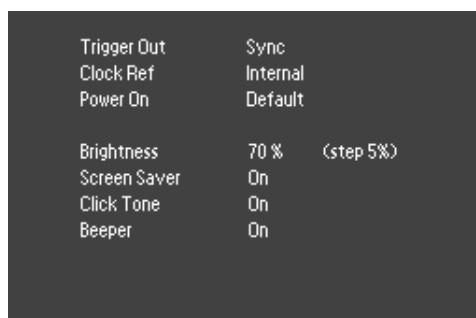 Trigger Out Sync
Clock Ref Internal
Power On Default
Brightness 70 % (step 5%)
Screen Saver On
Click Tone On
Beeper On